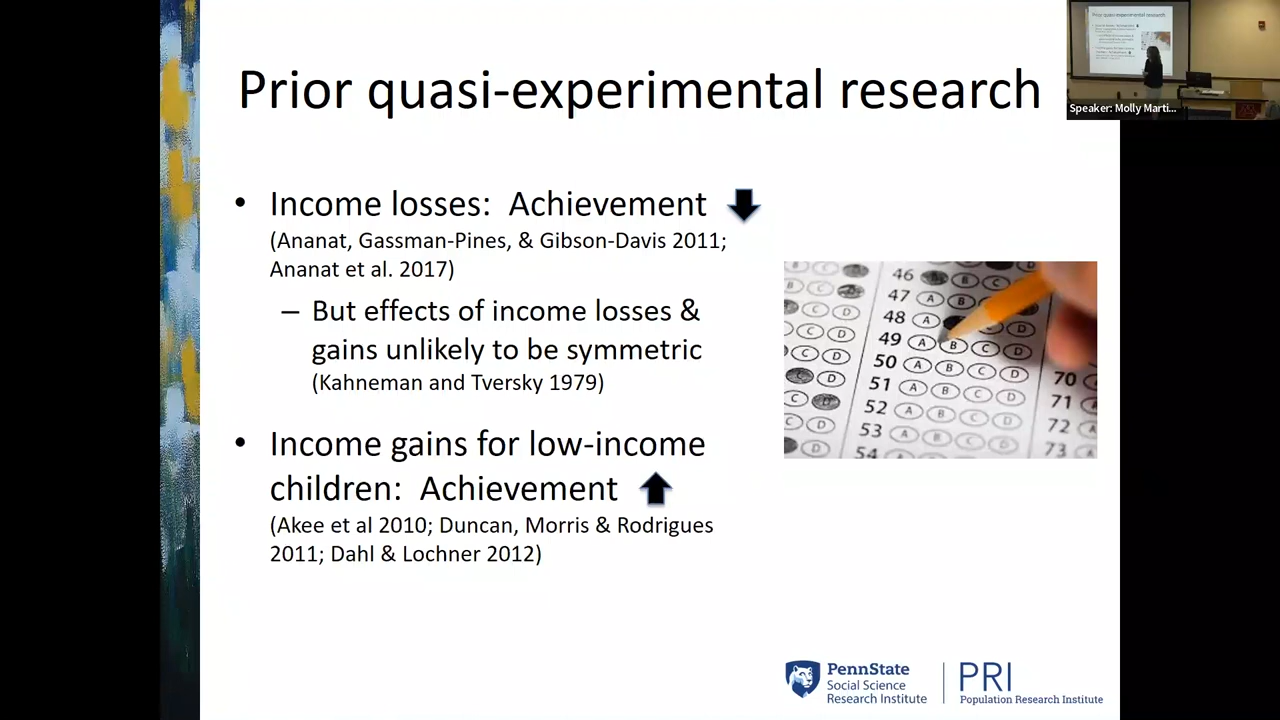 Prior quasi-experimental research
Speaker: Molly Marti...
• Income losses: Achievement
(Ananat, Gassman-Pines, & Gibson-Davis 2011;
Ananat et al. 2017)
– But effects of income losses &
gains unlikely to be symmetric
(Kahneman and Tversky 1979)
• Income gains for low-income
children: Achievement
(Akee et al 2010; Duncan, Morris & Rodrigues
2011; Dahl & Lochner 2012)
46 B C
47 A B
48 A
49 A B C D
50 A B C D
51 A B C D
52 A B C D
53 A B C D
54
70
71
72
73
PennState
Social Science
Research Institute
PRI
Population Research Institute